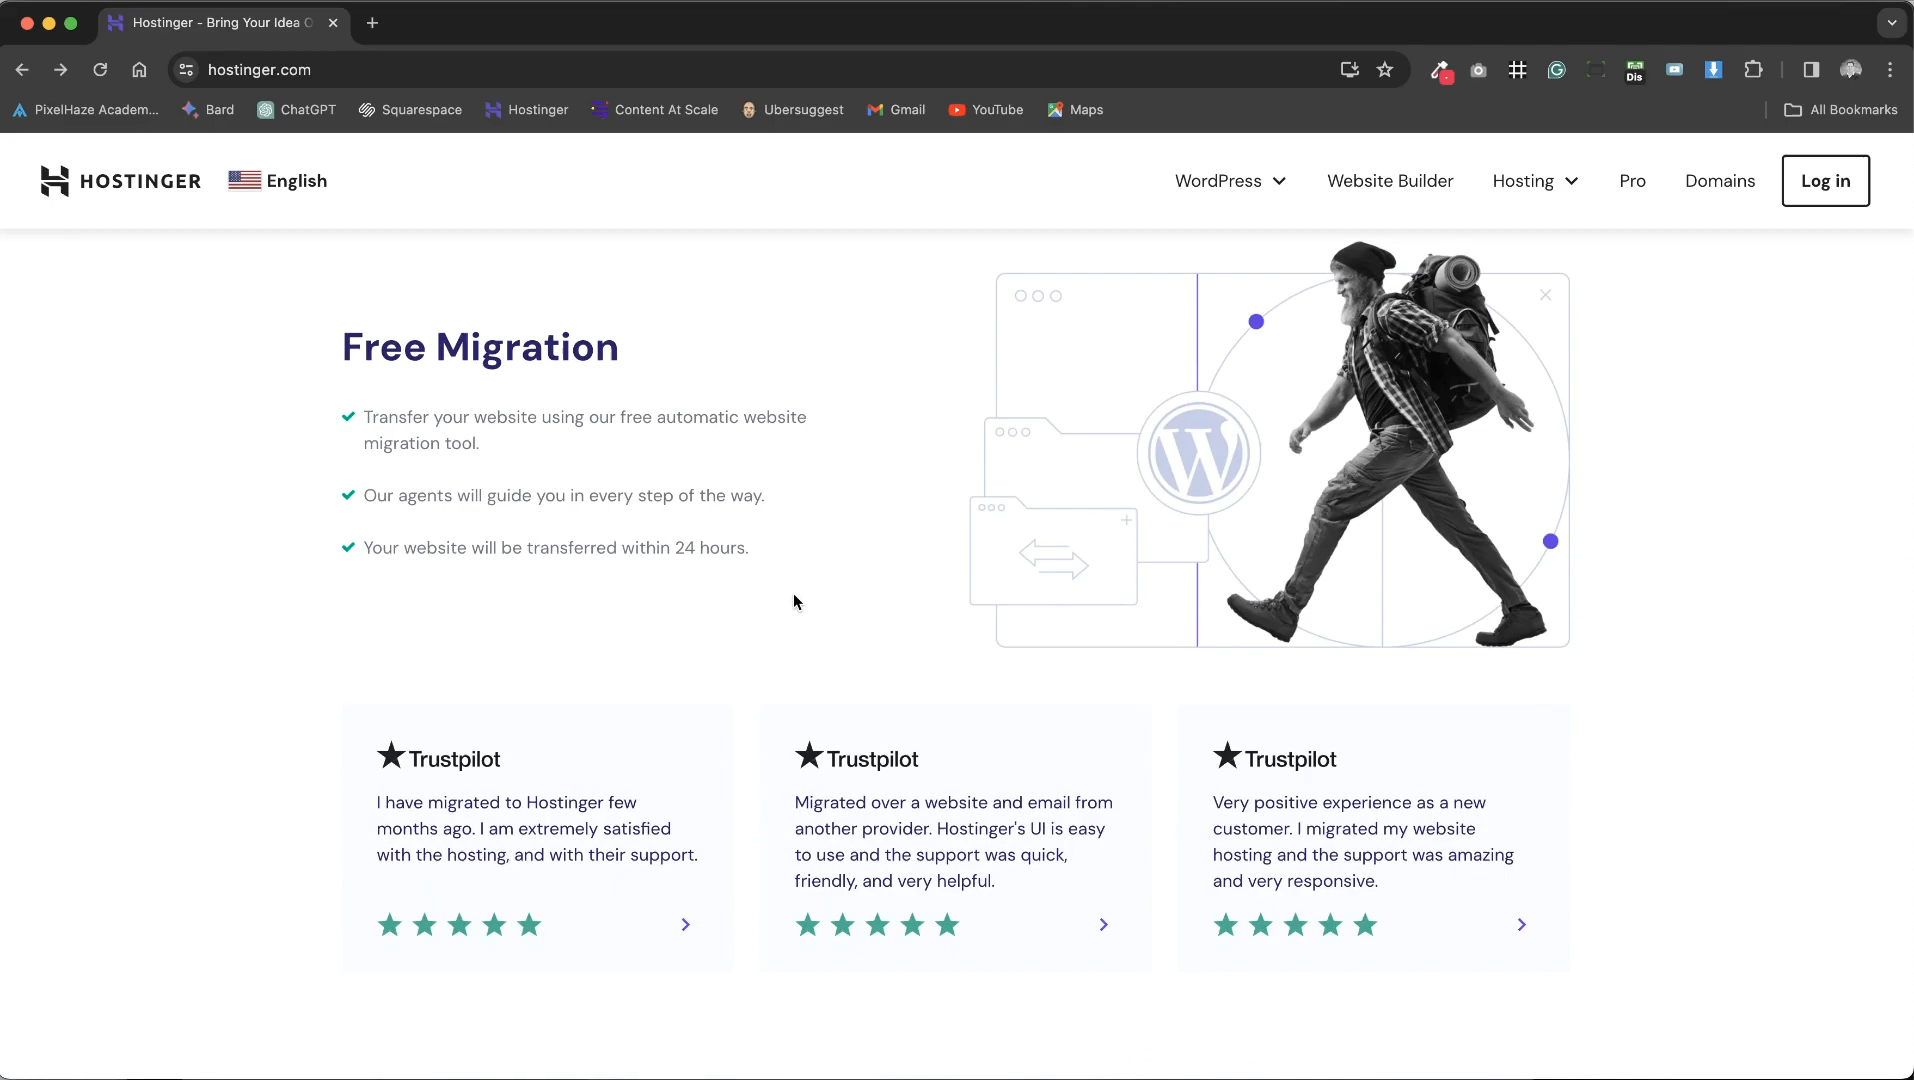 Hostinger - Bring Your Idea O
hostinger.com
Dis
PixelHaze Academ...
Bard
ChatGPT
Squarespace
Hostinger
Content At Scale
Ubersuggest
Gmail
YouTube
Maps
All Bookmarks
HOSTINGER
English
WordPress
Website Builder
Hosting
Pro
Domains
Log in
Free Migration
Transfer your website using our free automatic website
migration tool.
Our agents will guide you in every step of the way.
Your website will be transferred within 24 hours.
Trustpilot
I have migrated to Hostinger few
months ago. I am extremely satisfied
with the hosting, and with their support.
Trustpilot
Migrated over a website and email from
another provider. Hostinger's UI is easy
to use and the support was quick,
friendly, and very helpful.
Trustpilot
Very positive experience as a new
customer. I migrated my website
hosting and the support was amazing
and very responsive.